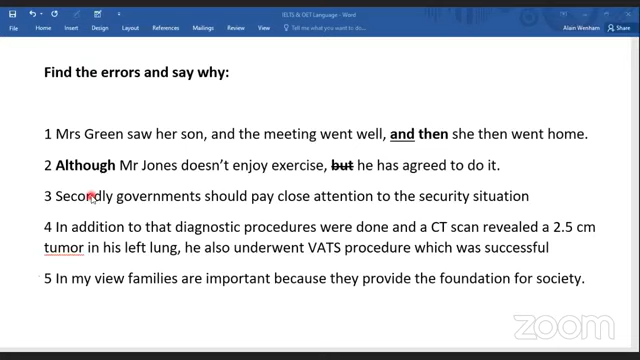 IELTS & OET Language - Word
Alain Wenham
File Home Insert Design Layout References Mailings Review View Tell me what you want to do... Share
Find the errors and say why:
1 Mrs Green saw her son, and the meeting went well, and then she then went home.
2 Although Mr Jones doesn't enjoy exercise, but he has agreed to do it.
3 Secondly governments should pay close attention to the security situation
4 In addition to that diagnostic procedures were done and a CT scan revealed a 2.5 cm
tumor in his left lung, he also underwent VATS procedure which was successful
5 In my view families are important because they provide the foundation for society.
zoom